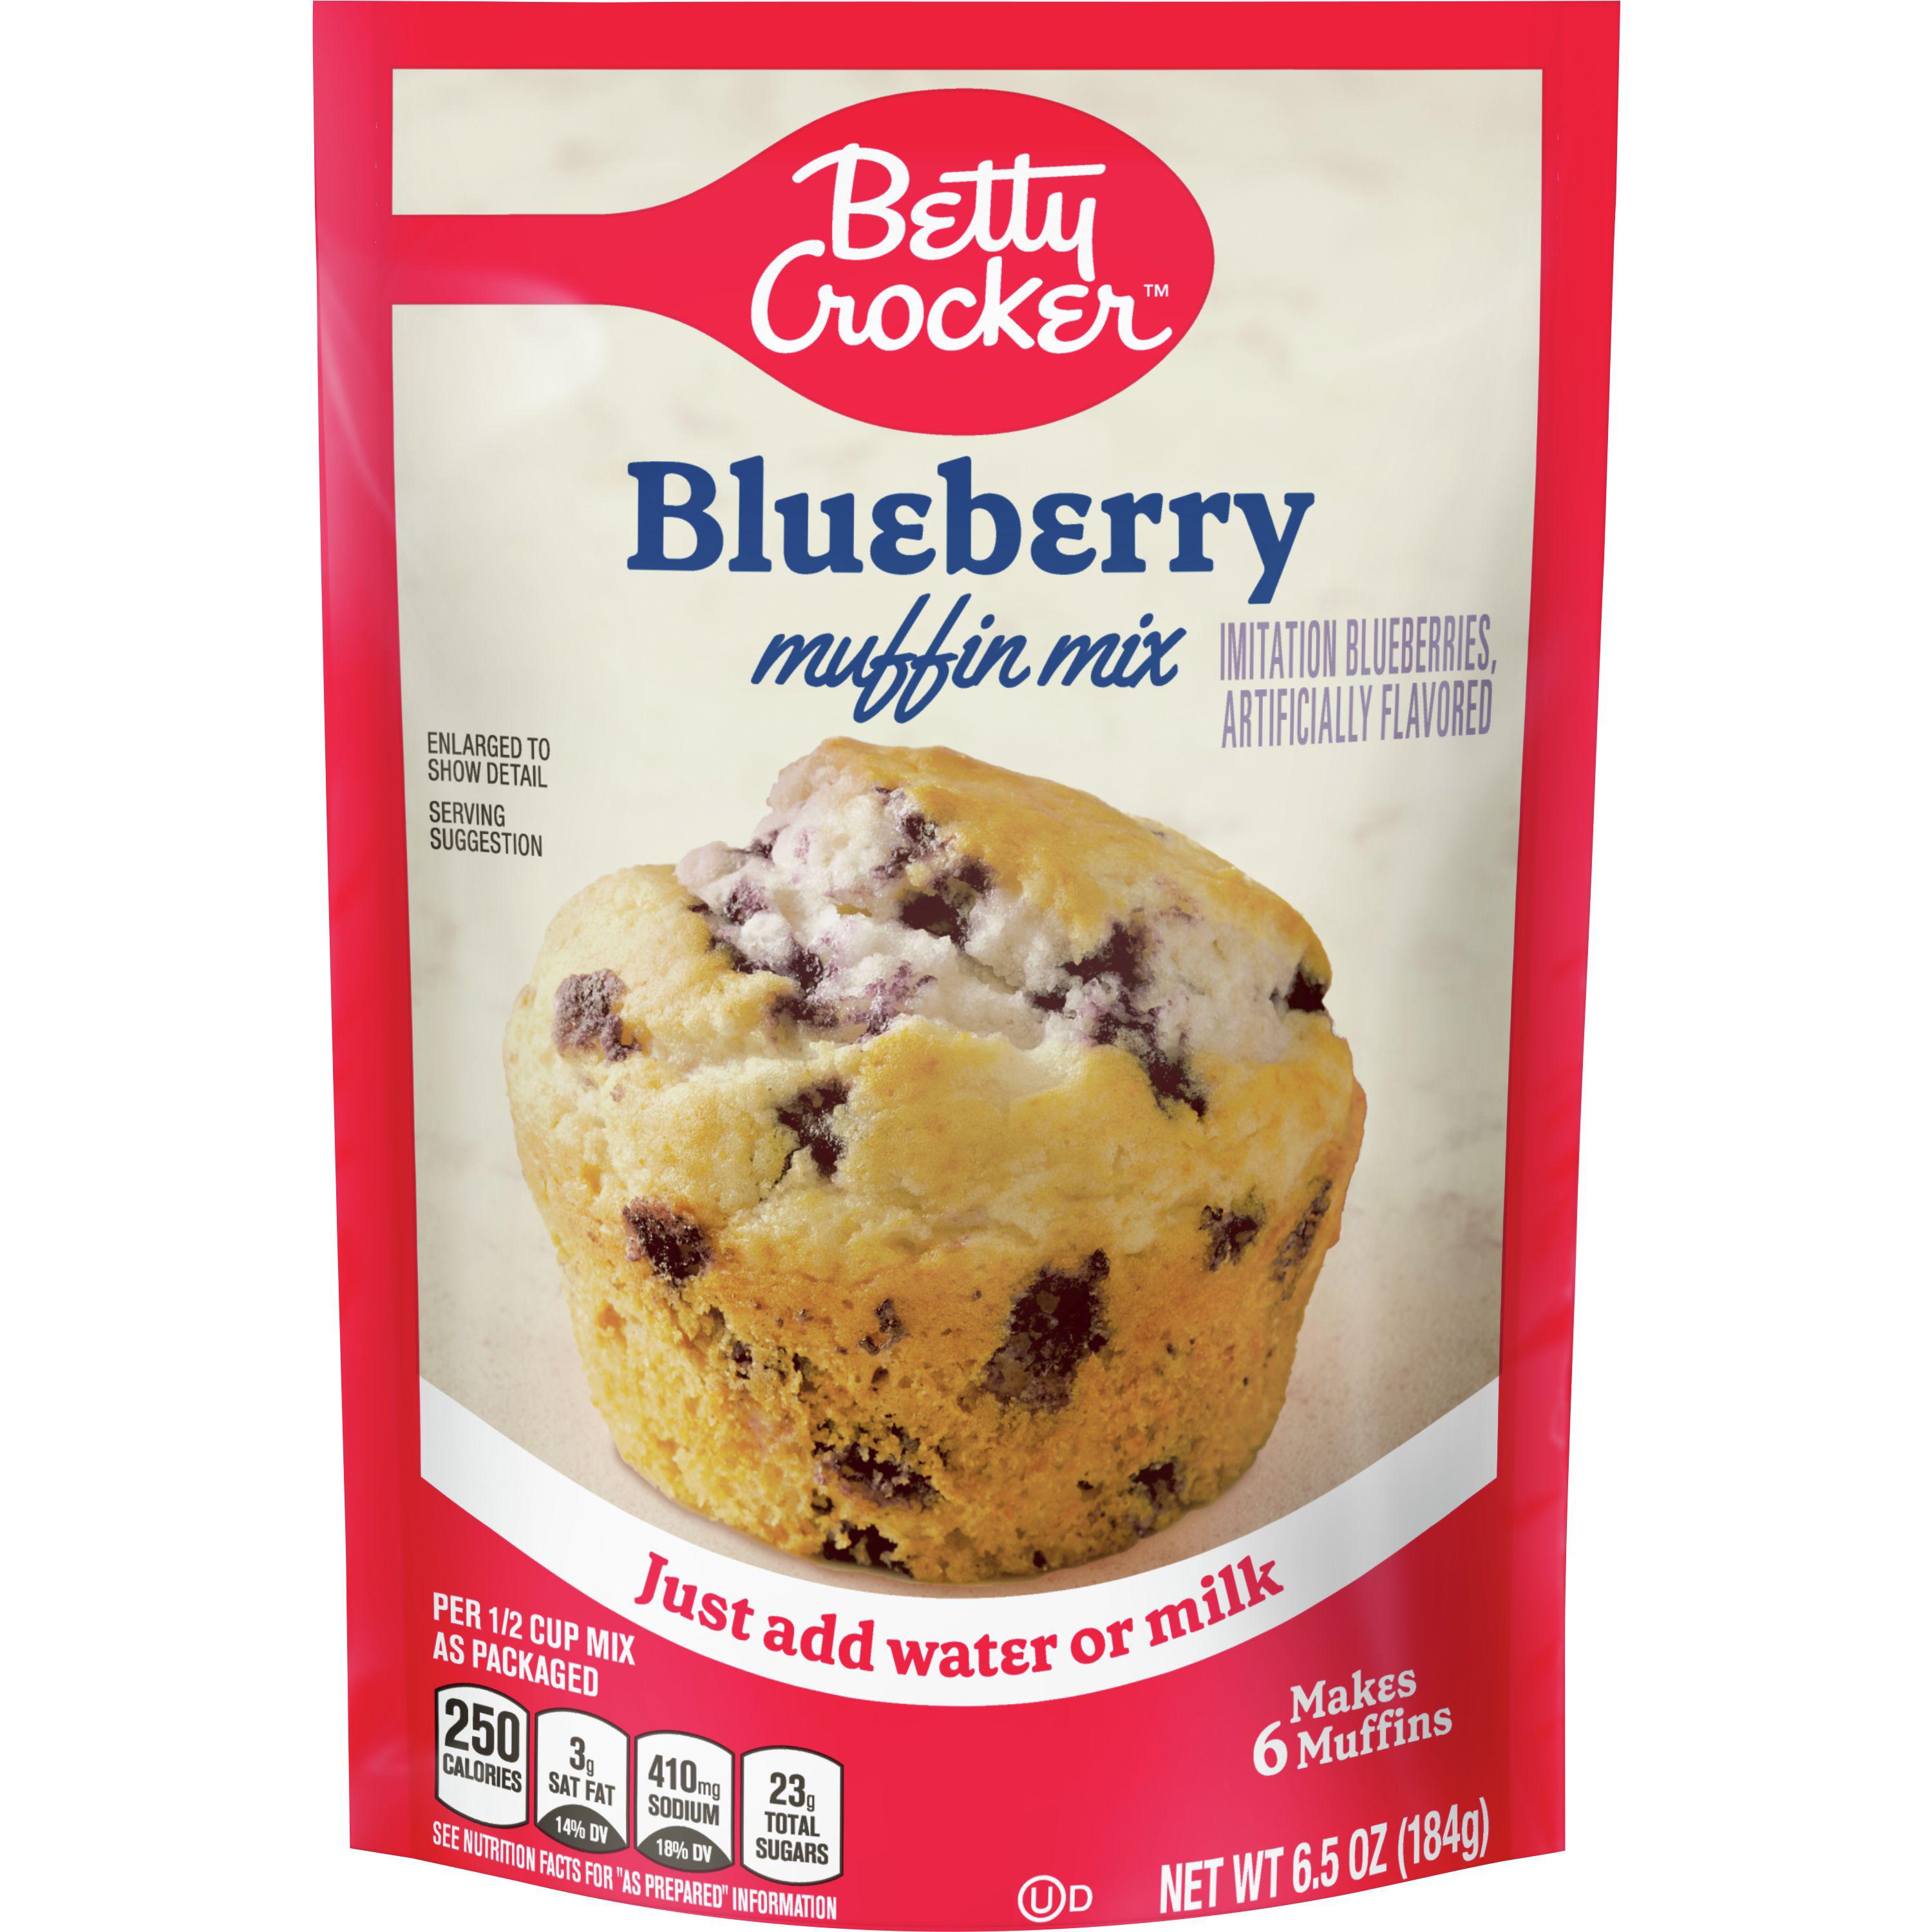 Betty
Crocker™
Blueberry
muffin mix
IMITATION BLUEBERRIES,
ARTIFICIALLY FLAVORED
ENLARGED TO
SHOW DETAIL
SERVING
SUGGESTION
Just add water or milk
PER 1/2 CUP MIX
AS PACKAGED
250
CALORIES
3g
SAT FAT
14% DV
410mg
SODIUM
18% DV
23g
TOTAL
SUGARS
SEE NUTRITION FACTS FOR "AS PREPARED" INFORMATION
Makes
6 Muffins
U D
NET WT 6.5 OZ (184g)